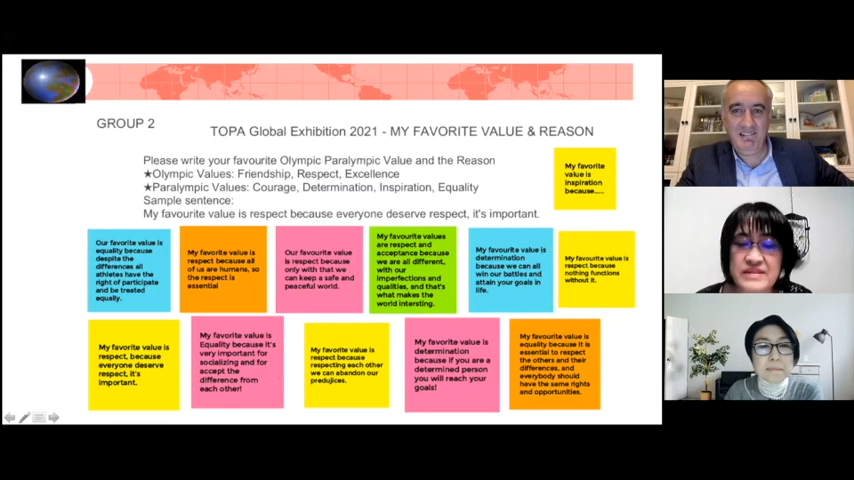 GROUP 2
TOPA Global Exhibition 2021 - MY FAVORITE VALUE & REASON
Please write your favourite Olympic Paralympic Value and the Reason
★Olympic Values: Friendship, Respect, Excellence
★Paralympic Values: Courage, Determination, Inspiration, Equality
Sample sentence:
My favourite value is respect because everyone deserve respect, it's important.
My favorite
value is
inspiration
because.....
Our favorite value is
equality because
despite the
differences all
athletes have the
right of participate
and be treated
equality.
My favorite value is
respect because all
of us are humans, so
the respect is
essential
Our favourite value
is respect because
only with that we
can keep a safe and
peaceful world.
My favourite values
are respect and
acceptance because
we are all different,
with our
imperfections and
qualities, and that's
what makes the
world intersting.
My favourite value is
determination
because we can all
win our battles and
attain your goals in
life.
My favourite value is
respect because
nothing functions
without it.
My favorite value is
respect, because
everyone deserve
respect, it's
important.
My favorite value is
Equality because it's
very important for
socializing and for
accept the
difference from
each other!
My favorite value is
respect because
respecting each other
we can abandon our
predujices.
My favorite value is
determination
because if you are a
determined person
you will reach your
goals!
My favourite value is
equality because it is
essential to respect
the others and their
differences, and
everybody should
have the same rights
and opportunities.